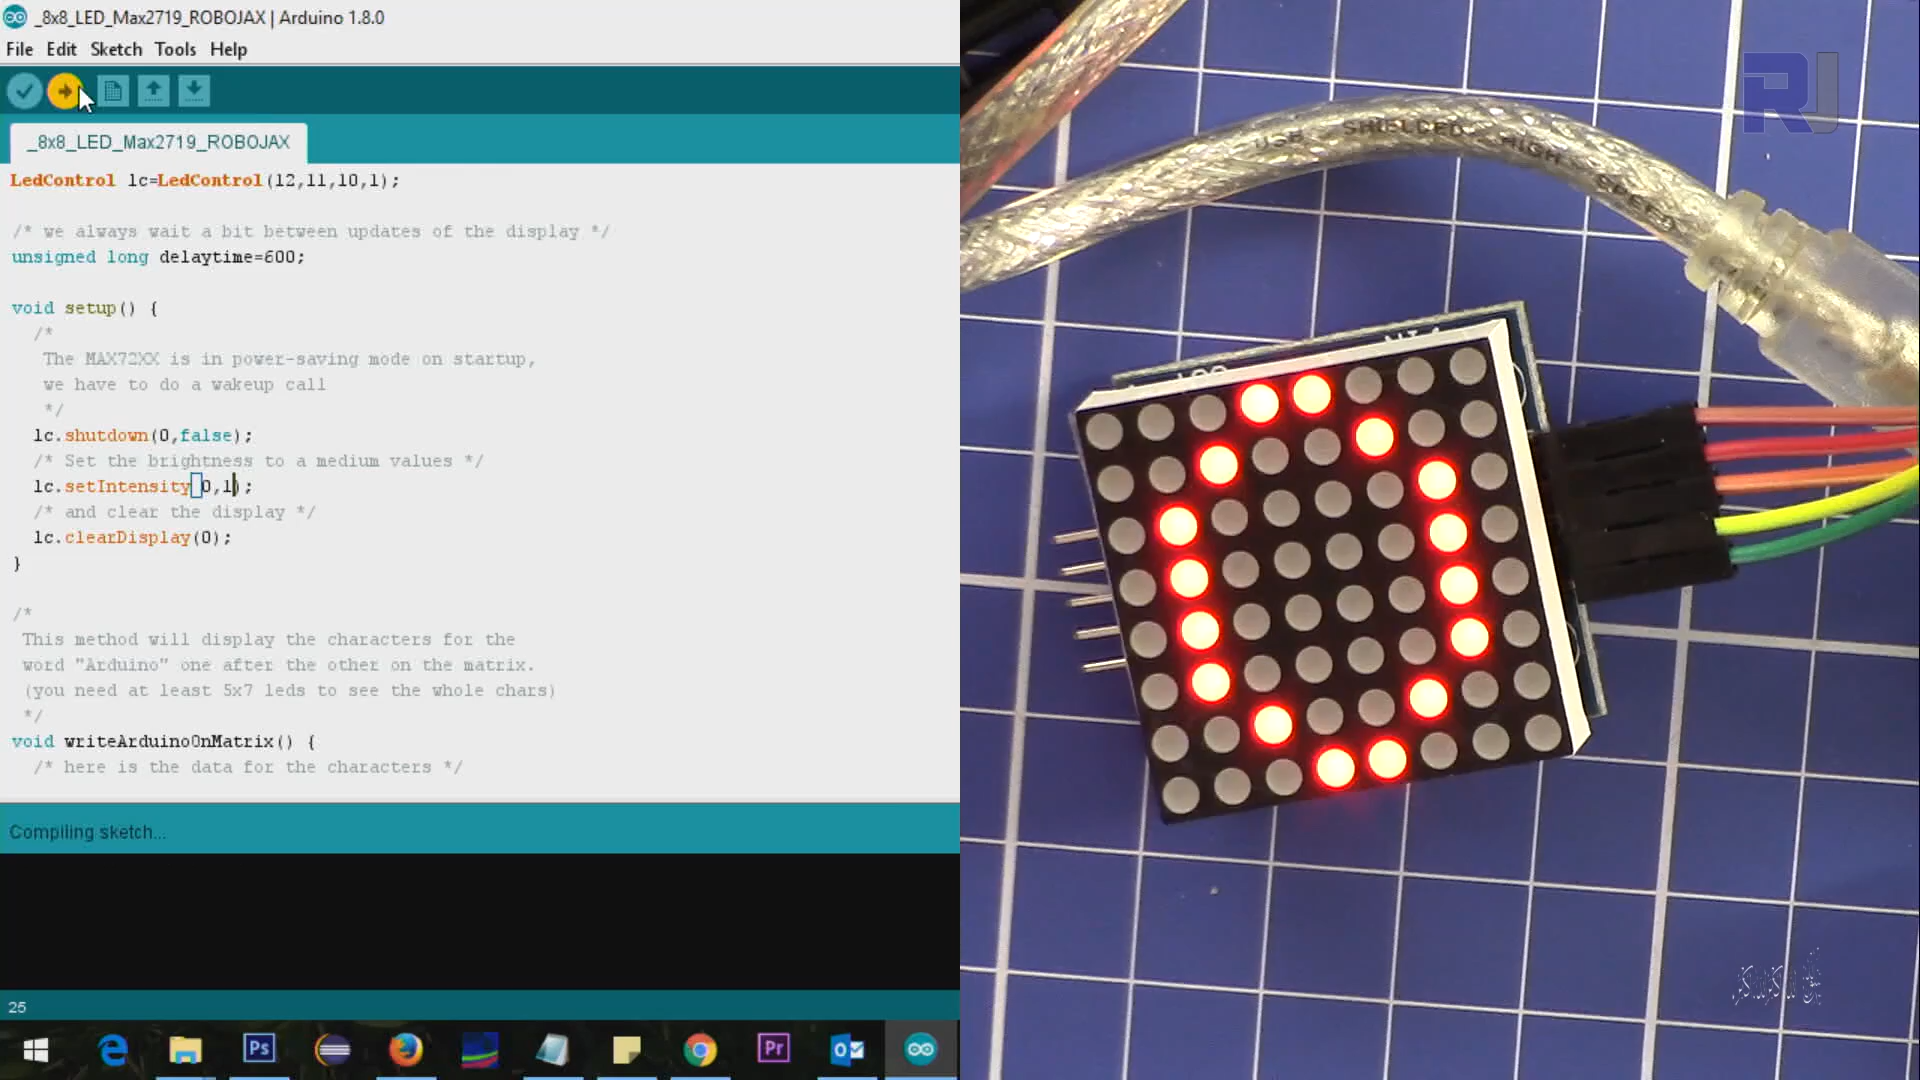 _8x8_LED_Max2719_ROBOJAX | Arduino 1.8.0
File Edit Sketch Tools Help
_8x8_LED_Max2719_ROBOJAX
LedControl lc=LedControl(12,11,10,1);
/* we always wait a bit between updates of the display */
unsigned long delaytime=600;
void setup() {
/*
The MAX72XX is in power-saving mode on startup,
we have to do a wakeup call
*/
lc.shutdown(0,false);
/* Set the brightness to a medium values */
lc.setIntensity(0,1);
/* and clear the display */
lc.clearDisplay(0);
}
/*
This method will display the characters for the
word "Arduino" one after the other on the matrix.
(you need at least 5x7 leds to see the whole chars)
*/
void writeArduinoOnMatrix() {
/* here is the data for the characters */
Compiling sketch...
25
Ps
Pr
RJ
USB SHIELDED HIGH SPEED